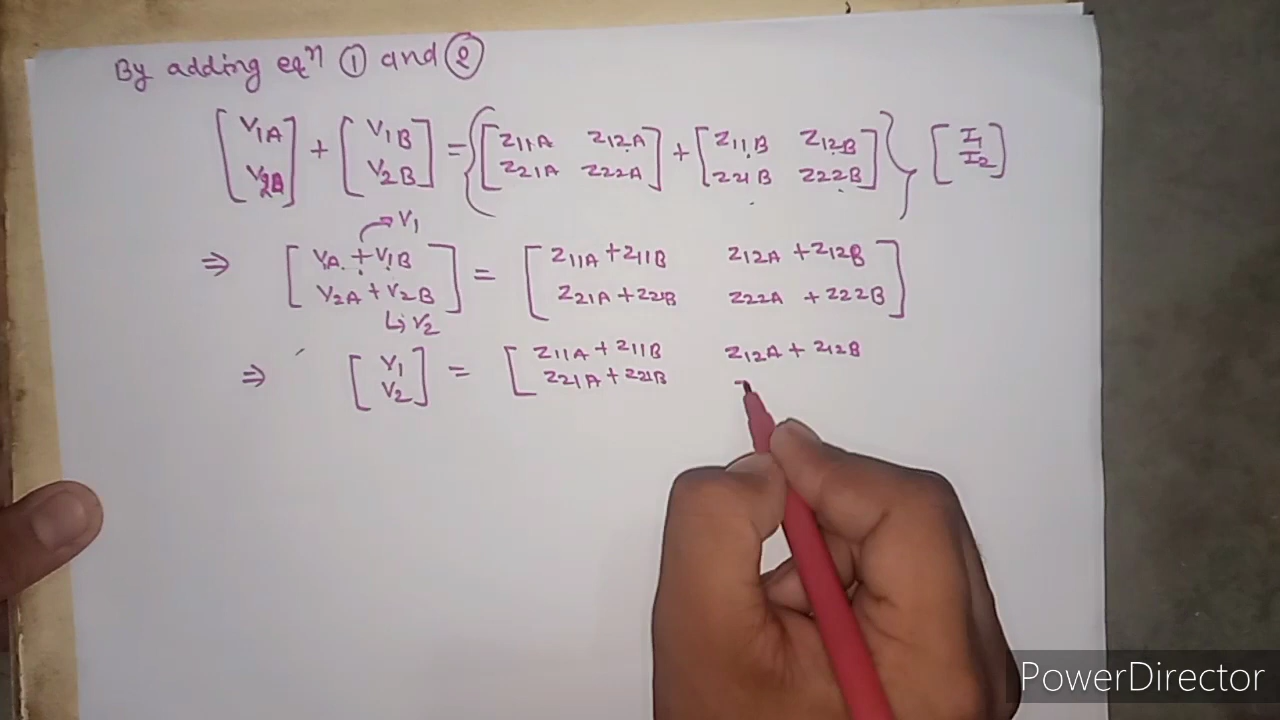 By adding eqⁿ ① and ②
[V1A V2A] + [V1B V2B] = {[Z11A Z12A Z21A Z22A] + [Z11B Z12B Z21B Z22B]} [I1 I2]
V1
⇒ [VA + V1B V2A + V2B] = [Z11A + Z11B Z12A + Z12B Z21A + Z21B Z22A + Z22B]
↳ V2
⇒ [V1 V2] = [Z11A + Z11B Z12A + Z12B Z21A + Z21B
PowerDirector